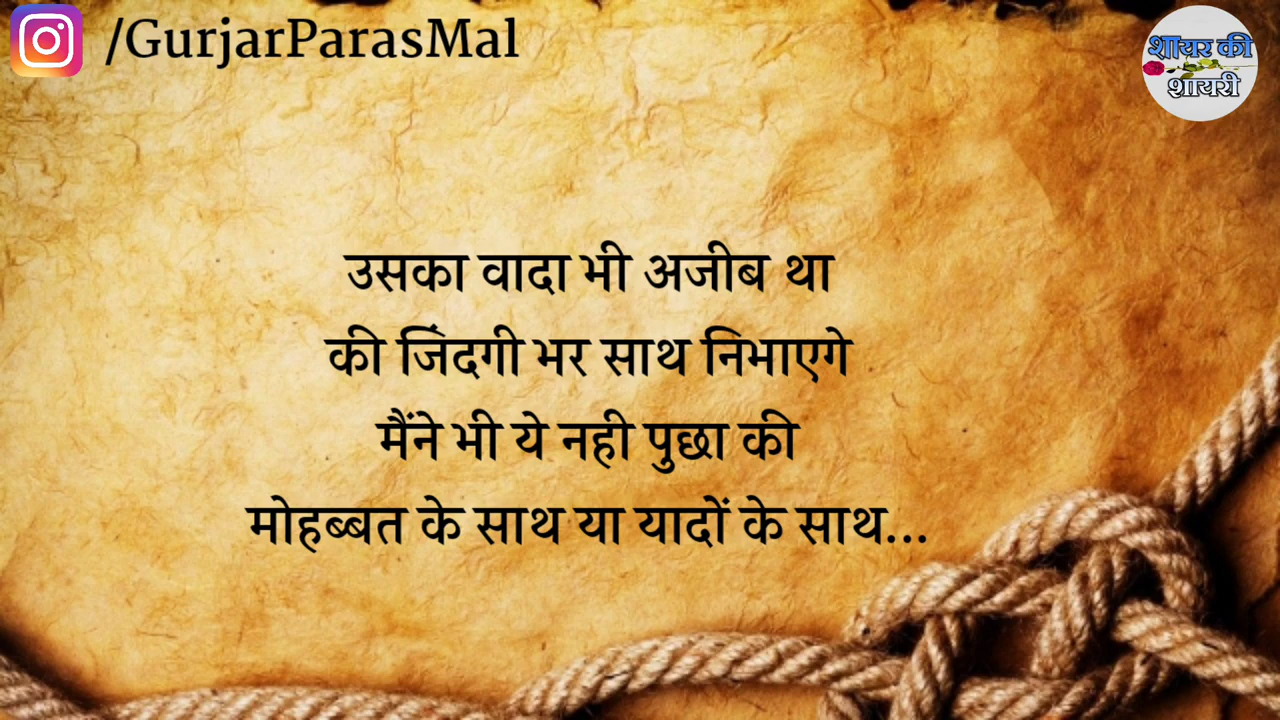 /GurjarParasMal
शायर की
शायरी
उसका वादा भी अजीब था
की जिंदगी भर साथ निभाएगे
मैंने भी ये नही पुछा की
मोहब्बत के साथ या यादों के साथ...